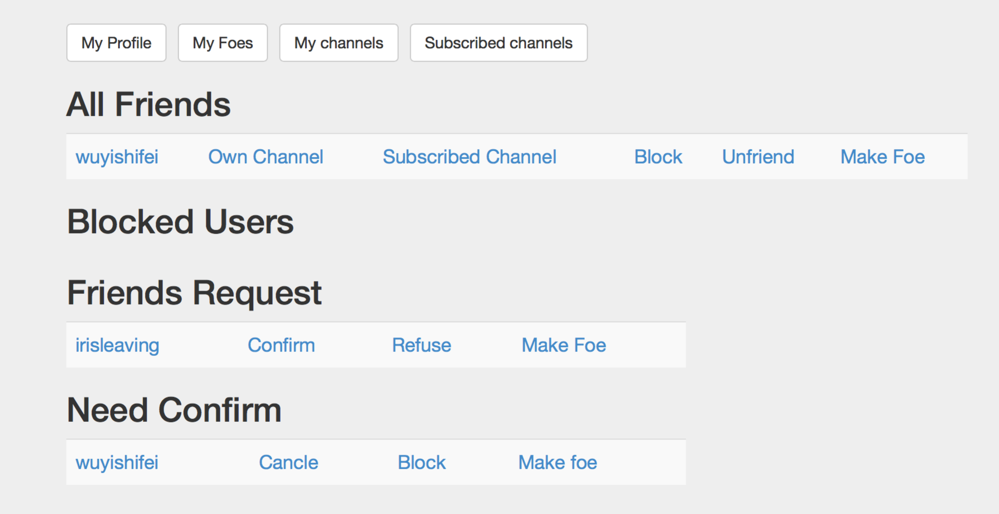 My Profile My Foes My channels Subscribed channels
All Friends
wuyishifei Own Channel Subscribed Channel Block Unfriend Make Foe
Blocked Users
Friends Request
irisleaving Confirm Refuse Make Foe
Need Confirm
wuyishifei Cancle Block Make foe